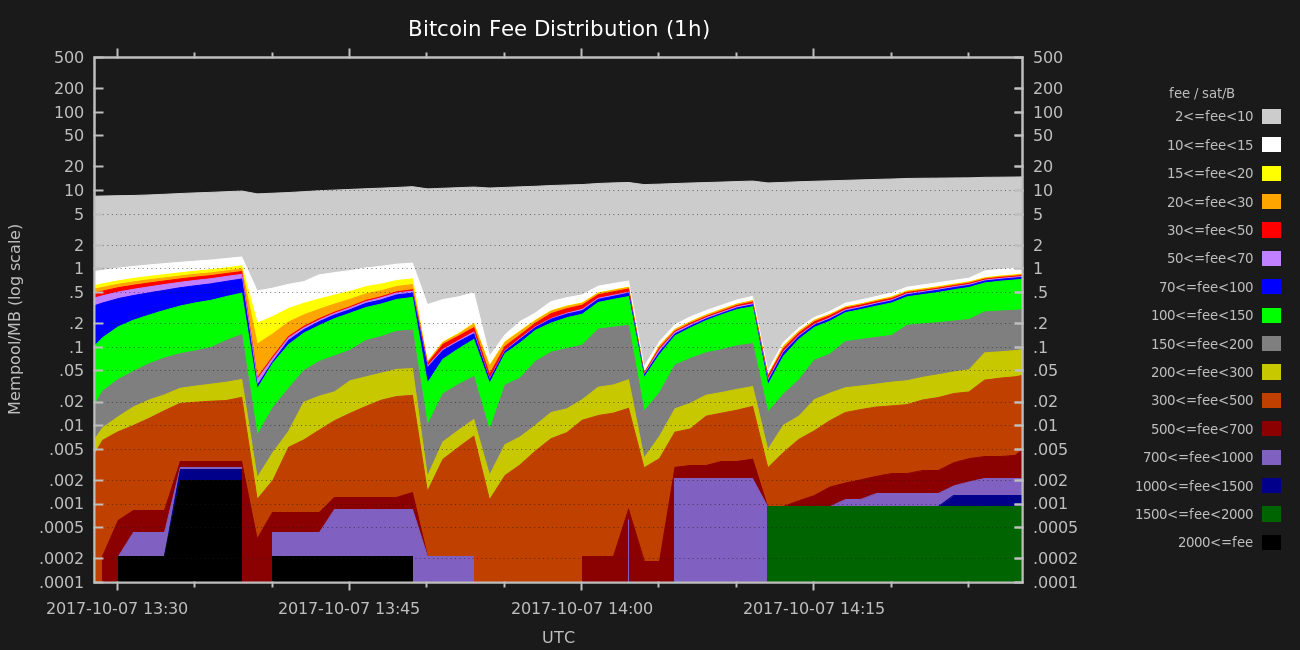 Bitcoin Fee Distribution (1h)
500 500
200 200
100 100
50 50
20 20
10 10
5 5
2 2
1 1
.5 .5
.2 .2
.1 .1
.05 .05
.02 .02
.01 .01
.005 .005
.002 .002
.001 .001
.0005 .0005
.0002 .0002
.0001 .0001
Mempool/MB (log scale)
2017-10-07 13:30 2017-10-07 13:45 2017-10-07 14:00 2017-10-07 14:15
UTC
fee / sat/B
2<=fee<10
10<=fee<15
15<=fee<20
20<=fee<30
30<=fee<50
50<=fee<70
70<=fee<100
100<=fee<150
150<=fee<200
200<=fee<300
300<=fee<500
500<=fee<700
700<=fee<1000
1000<=fee<1500
1500<=fee<2000
2000<=fee